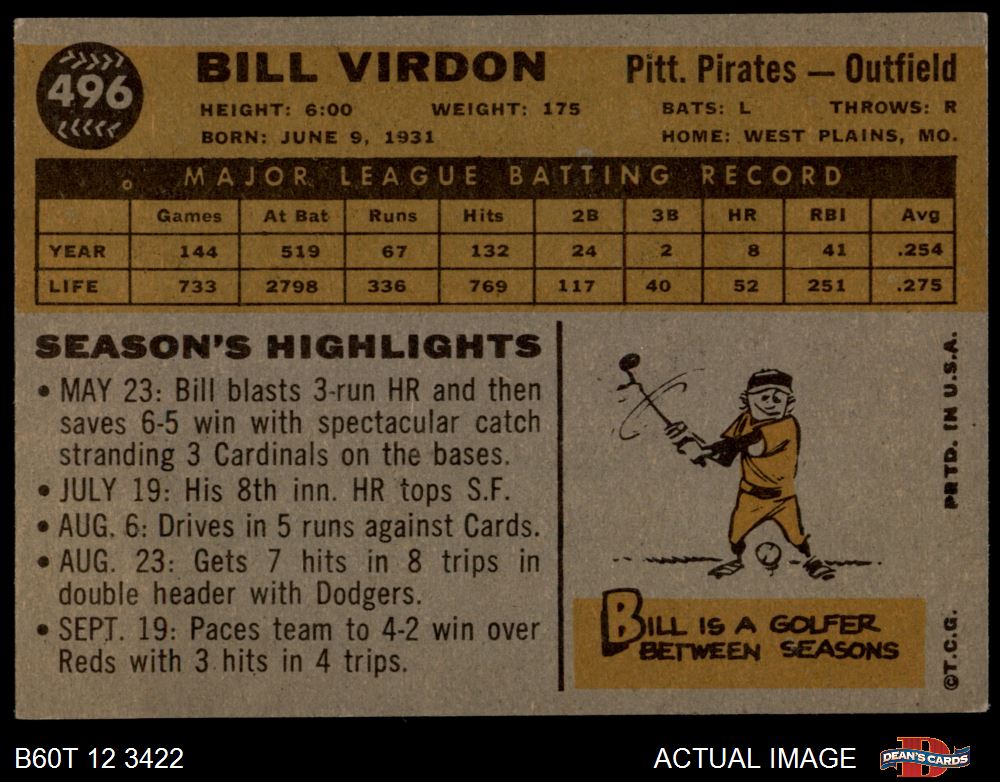 496
BILL VIRDON
Pitt. Pirates — Outfield
HEIGHT: 6:00 WEIGHT: 175 BATS: L THROWS: R
BORN: JUNE 9, 1931 HOME: WEST PLAINS, MO.
MAJOR LEAGUE BATTING RECORD
Games At Bat Runs Hits 2B 3B HR RBI Avg
YEAR 144 519 67 132 24 2 8 41 .254
LIFE 733 2798 336 769 117 40 52 251 .275
SEASON'S HIGHLIGHTS
• MAY 23: Bill blasts 3-run HR and then
saves 6-5 win with spectacular catch
stranding 3 Cardinals on the bases.
• JULY 19: His 8th inn. HR tops S.F.
• AUG. 6: Drives in 5 runs against Cards.
• AUG. 23: Gets 7 hits in 8 trips in
double header with Dodgers.
• SEPT. 19: Paces team to 4-2 win over
Reds with 3 hits in 4 trips.
BILL IS A GOLFER
BETWEEN SEASONS
©T.C.G. PRTD. IN U.S.A.
B60T 12 3422
ACTUAL IMAGE
DEAN'S CARDS